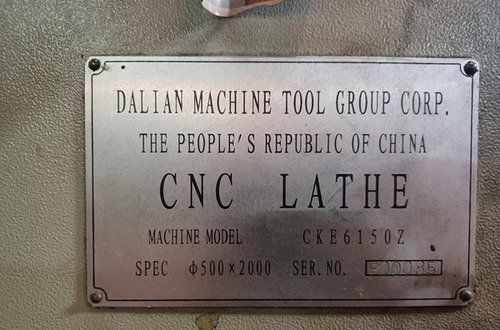 DALIAN MACHINE TOOL GROUP CORP.
THE PEOPLE'S REPUBLIC OF CHINA
CNC LATHE
MACHINE MODEL CKE6150Z
SPEC Φ500×2000 SER. NO.